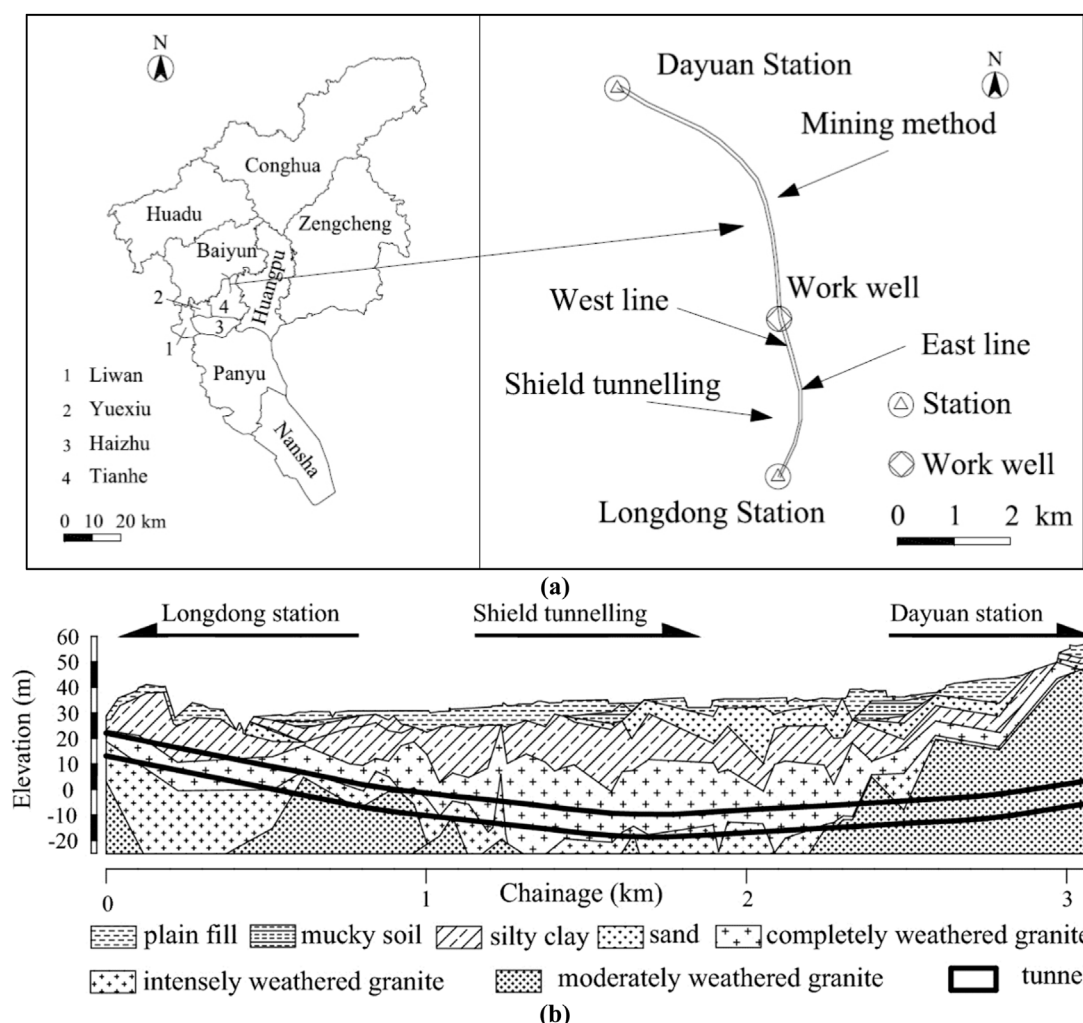 N
Conghua
Huadu
Zengcheng
Baiyun
Huangpu
2
4
3
1
Panyu
Nansha
1 Liwan
2 Yuexiu
3 Haizhu
4 Tianhe
0 10 20 km
N
Dayuan Station
Mining method
Work well
West line
East line
Shield tunnelling
Station
Work well
Longdong Station
0 1 2 km
(a)
Longdong station
Shield tunnelling
Dayuan station
Elevation (m)
60
50
40
30
20
10
0
-10
-20
0
1
2
3
Chainage (km)
plain fill
mucky soil
silty clay
sand
completely weathered granite
intensely weathered granite
moderately weathered granite
tunne
(b)